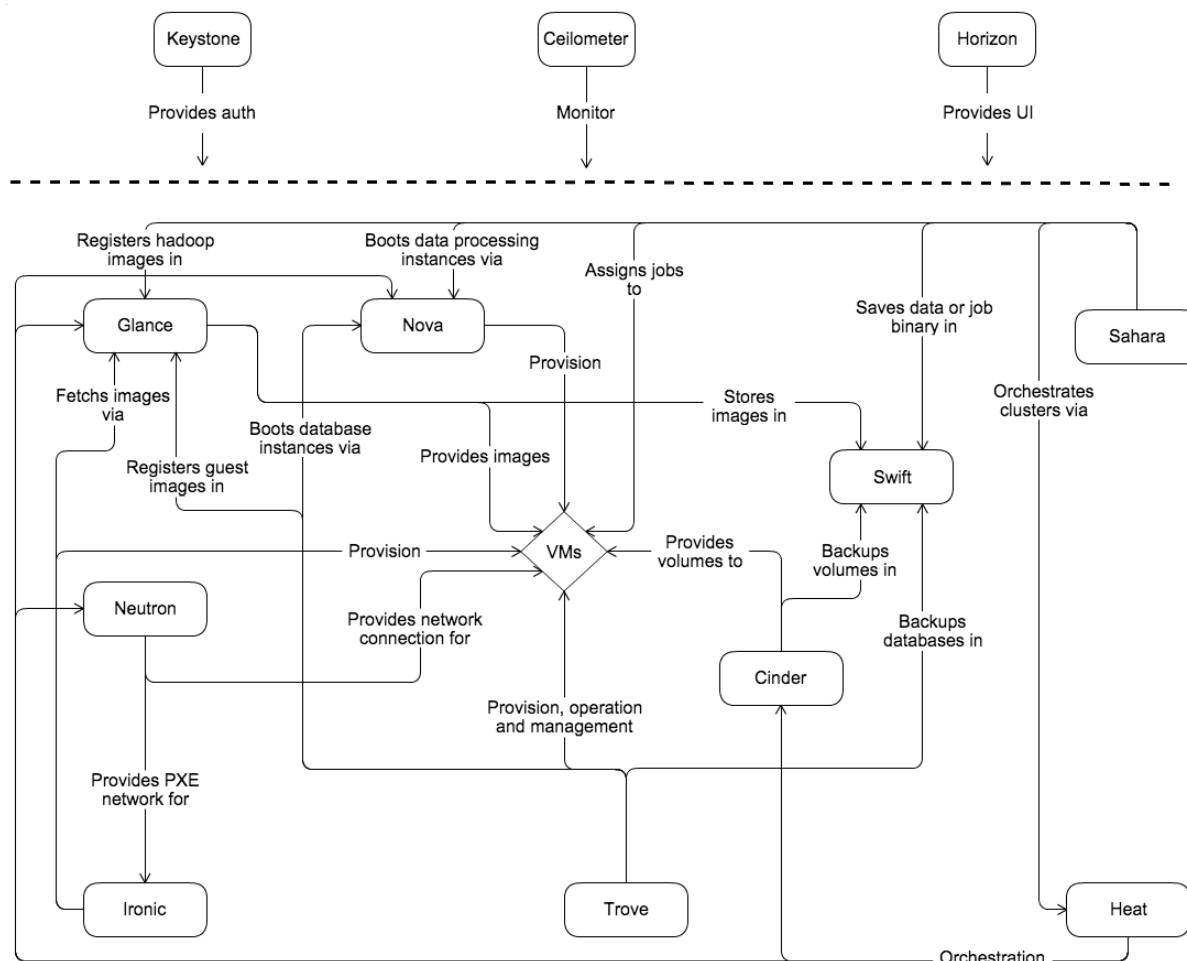 Keystone
Ceilometer
Horizon
Provides auth
Monitor
Provides UI
Registers hadoop
images in
Boots data processing
instances via
Assigns jobs
to
Saves data or job
binary in
Glance
Nova
Sahara
Provision
Fetchs images
via
Stores
images in
Orchestrates
clusters via
Boots database
instances via
Provides images
Registers guest
images in
Swift
Provision
VMs
Provides
volumes to
Backups
volumes in
Neutron
Provides network
connection for
Backups
databases in
Cinder
Provision, operation
and management
Provides PXE
network for
Ironic
Trove
Heat
Orchestration